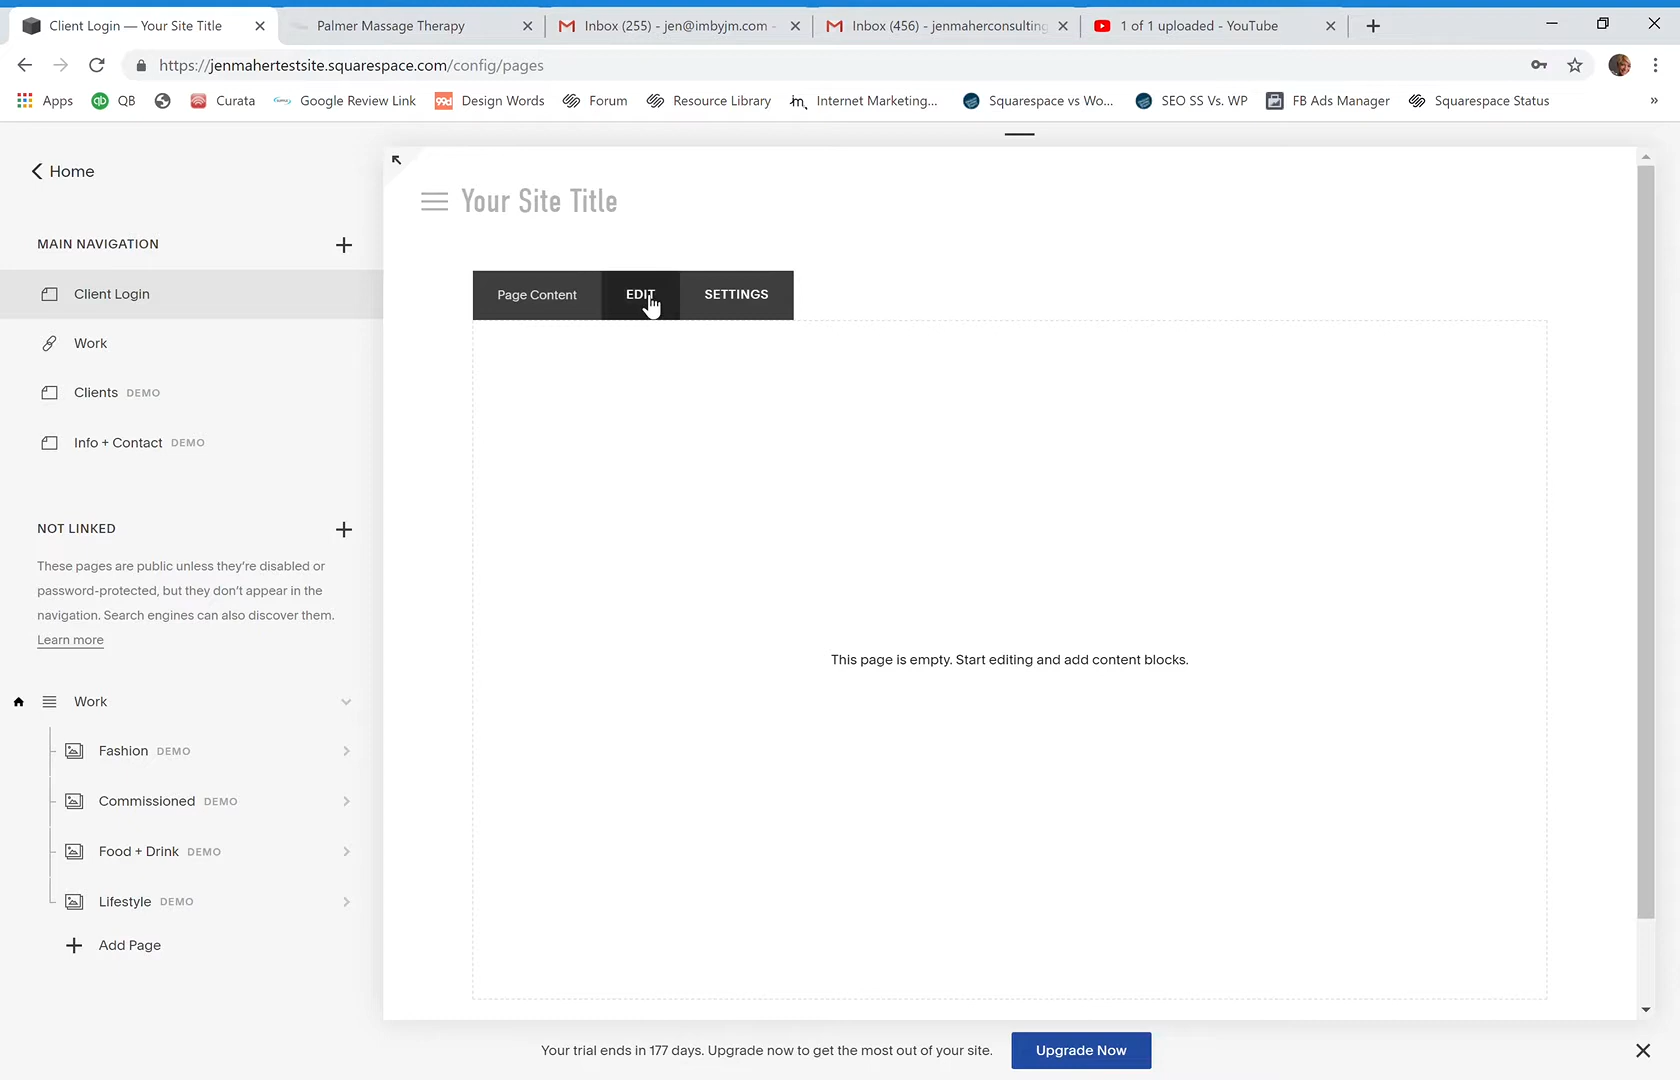 Client Login — Your Site Title
Palmer Massage Therapy
Inbox (255) - jen@imbyjm.com -
Inbox (456) - jenmaherconsulting
1 of 1 uploaded - YouTube
https://jenmahertestsite.squarespace.com/config/pages
Apps
QB
Curata
Google Review Link
99d
Design Words
Forum
Resource Library
Internet Marketing...
Squarespace vs Wo...
SEO SS Vs. WP
FB Ads Manager
Squarespace Status
»
Home
Your Site Title
MAIN NAVIGATION
Client Login
Page Content
EDIT
SETTINGS
Work
Clients DEMO
Info + Contact DEMO
NOT LINKED
These pages are public unless they're disabled or
password-protected, but they don't appear in the
navigation. Search engines can also discover them.
Learn more
This page is empty. Start editing and add content blocks.
Work
Fashion DEMO
Commissioned DEMO
Food + Drink DEMO
Lifestyle DEMO
Add Page
Your trial ends in 177 days. Upgrade now to get the most out of your site.
Upgrade Now